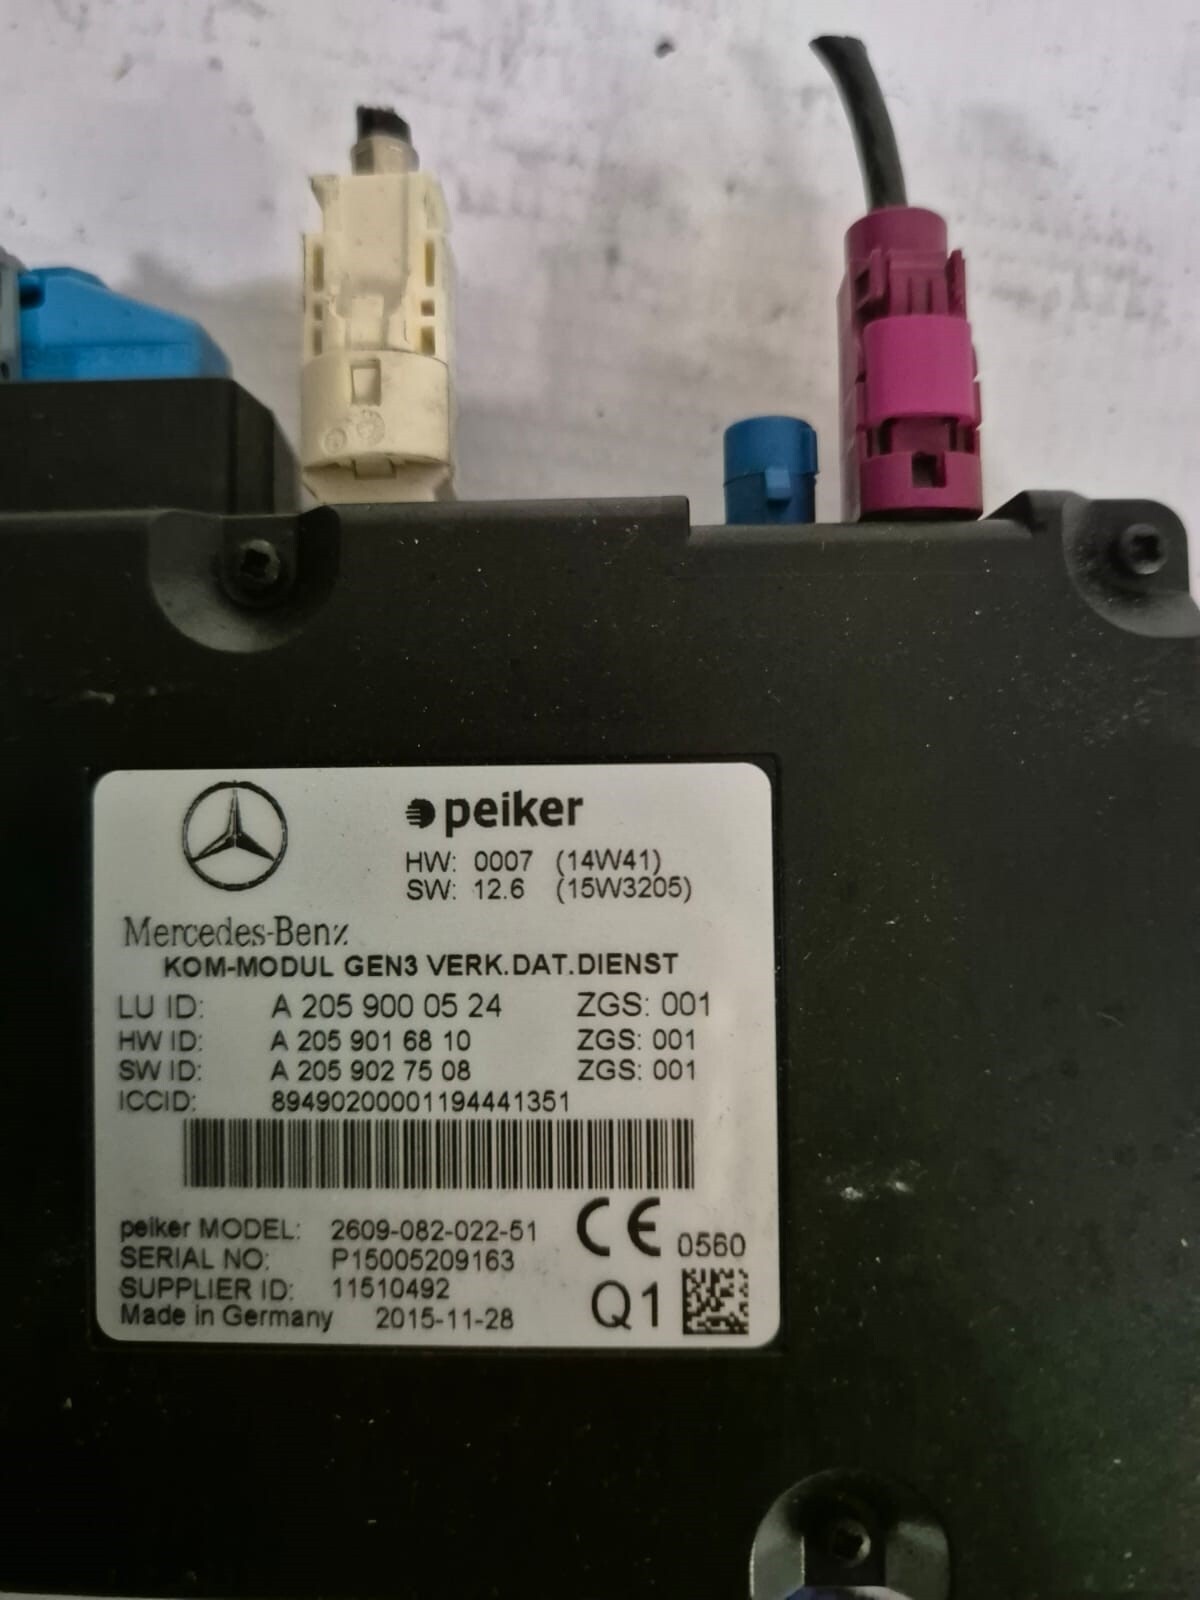 peiker
HW: 0007 (14W41)
SW: 12.6 (15W3205)
Mercedes-Benz
KOM-MODUL GEN3 VERK.DAT.DIENST
LU ID: A 205 900 05 24 ZGS: 001
HW ID: A 205 901 68 10 ZGS: 001
SW ID: A 205 902 75 08 ZGS: 001
ICCID: 89490200001194441351
peiker MODEL: 2609-082-022-51
CE 0560
SERIAL NO: P15005209163
SUPPLIER ID: 11510492
Q1
Made in Germany 2015-11-28